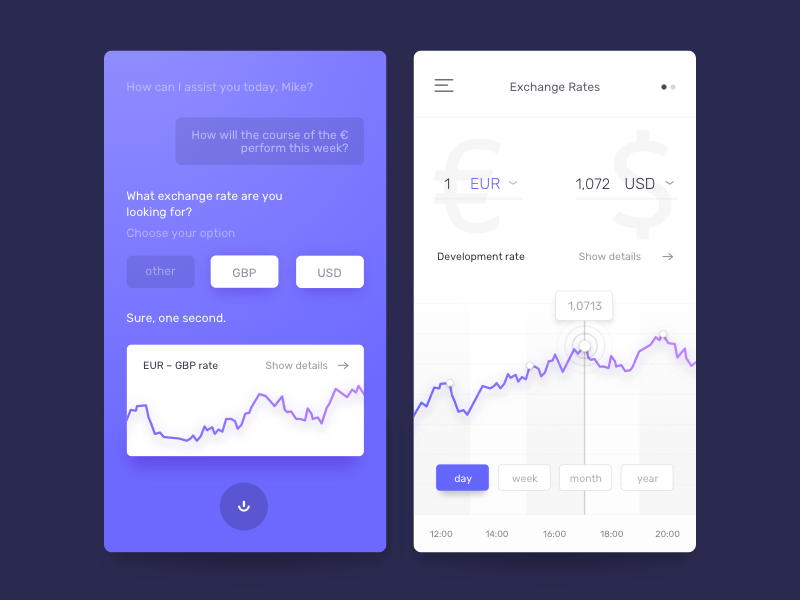 How can I assist you today, Mike?
How will the course of the €
perform this week?
What exchange rate are you
looking for?
Choose your option
other GBP USD
Sure, one second.
EUR – GBP rate Show details
Exchange Rates
€ $
1 EUR 1,072 USD
Development rate Show details
1,0713
day week month year
12:00 14:00 16:00 18:00 20:00